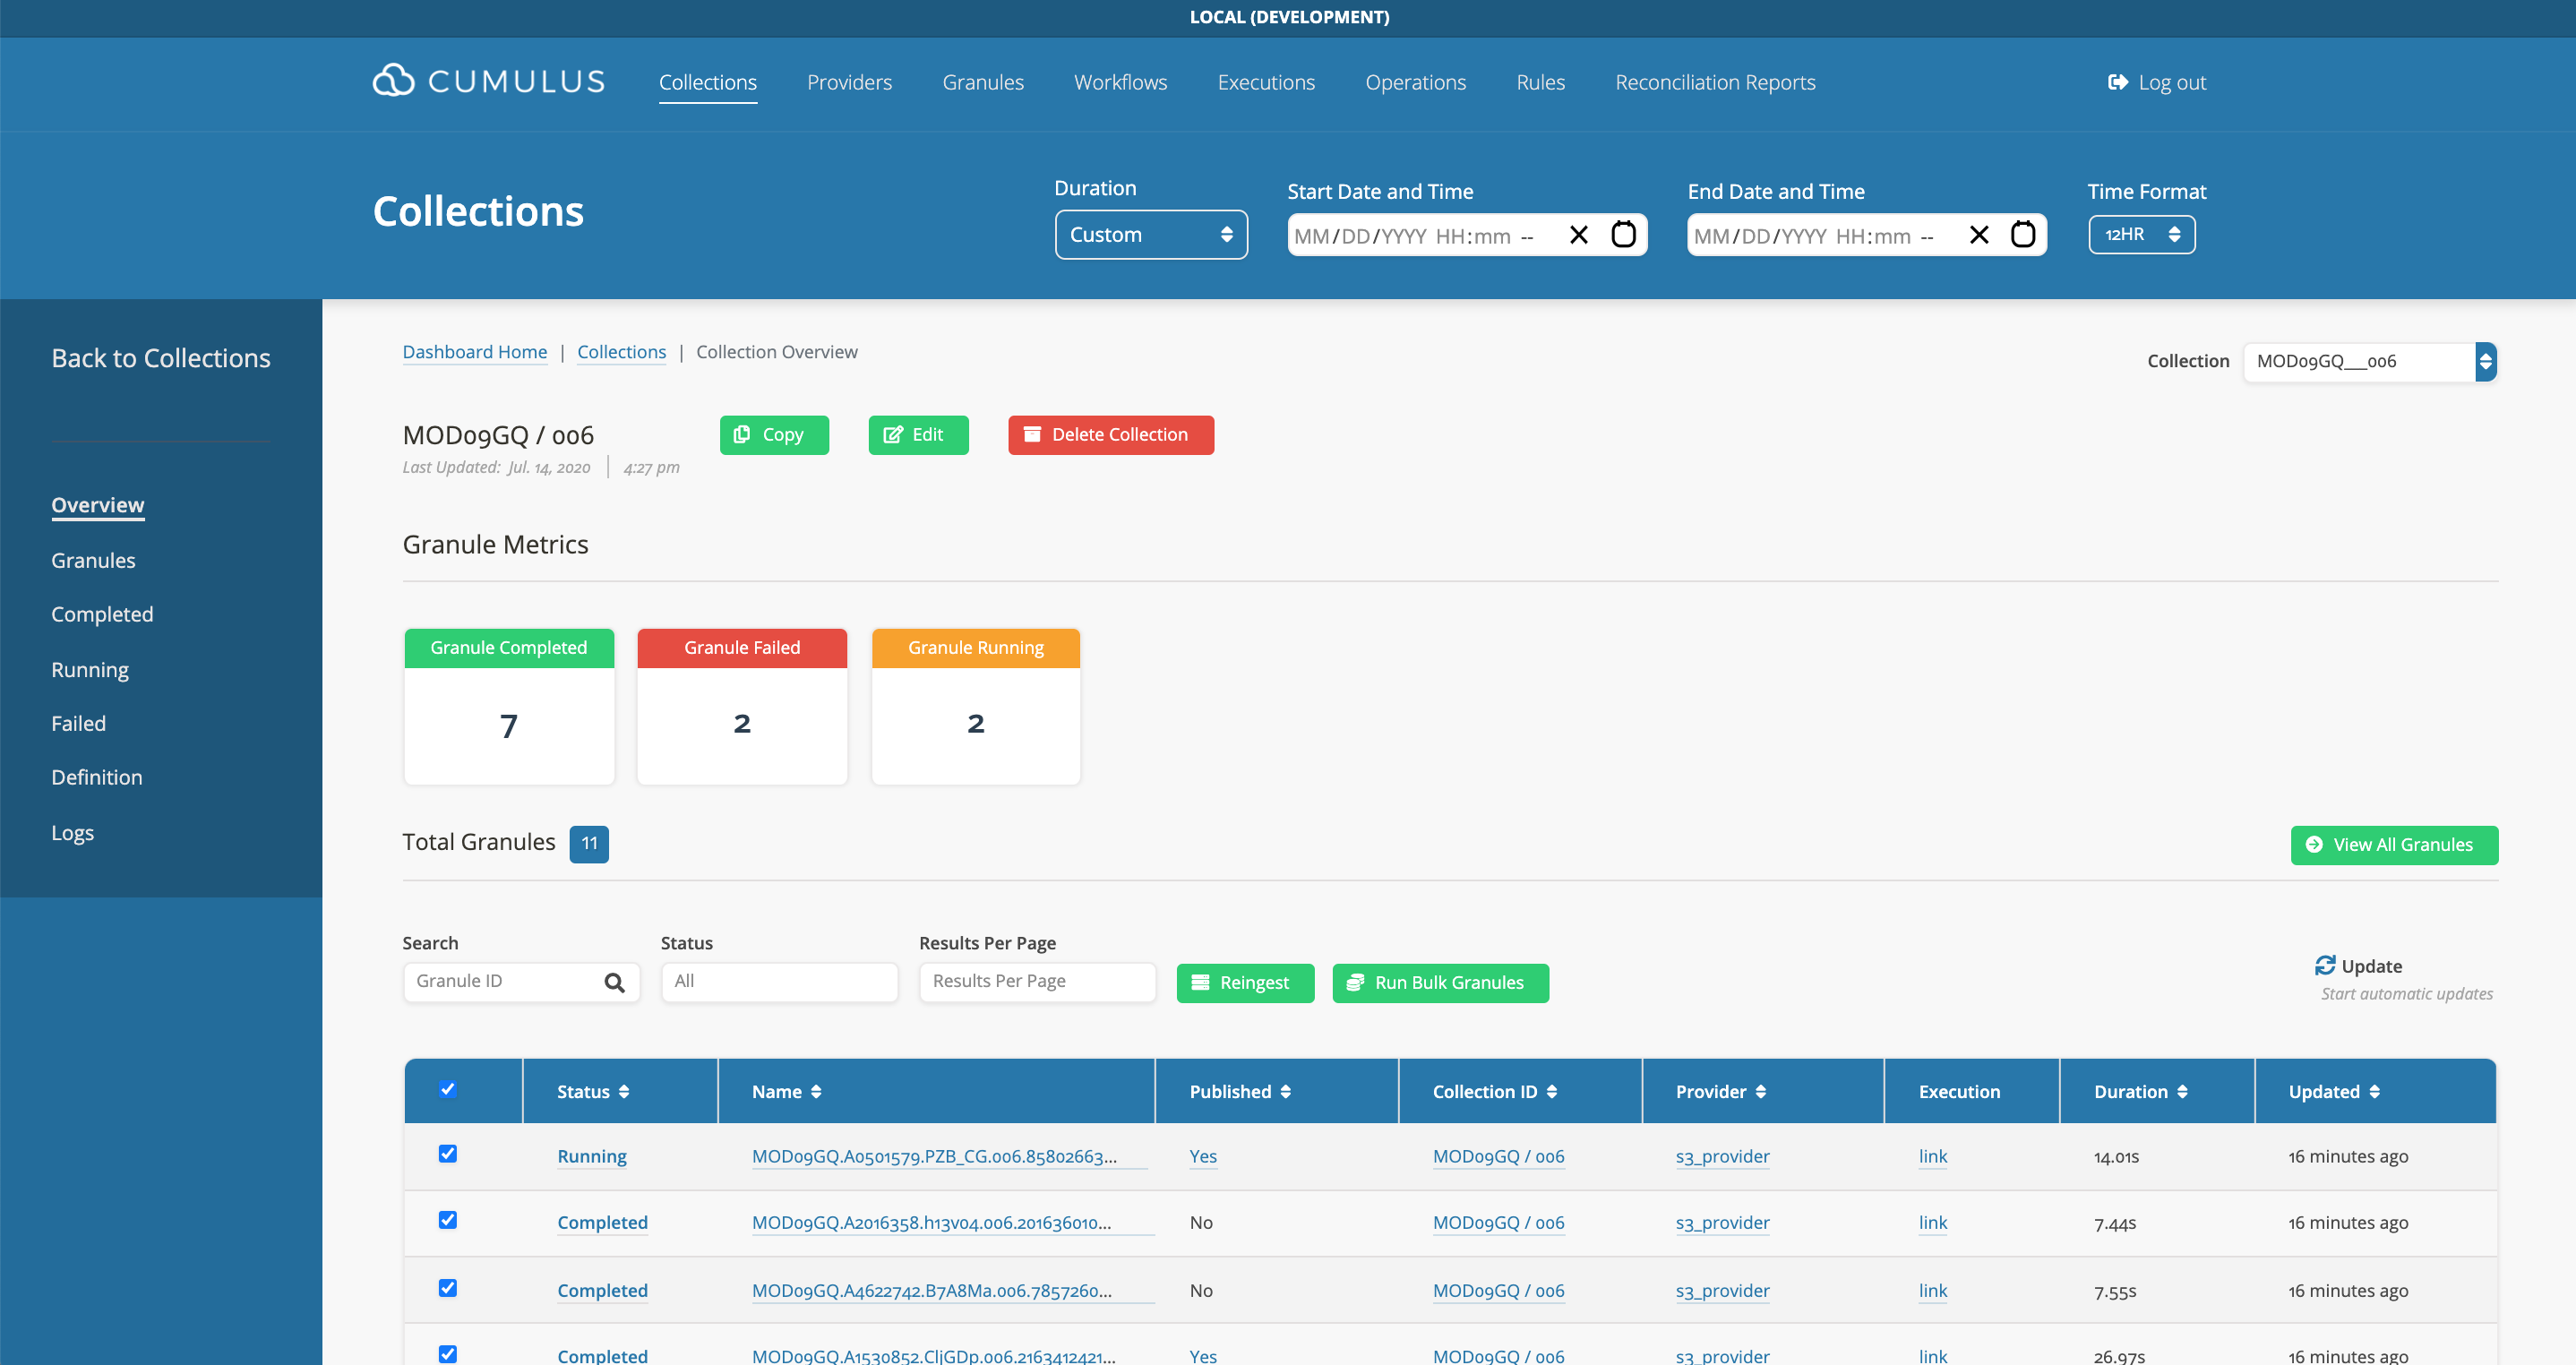 LOCAL (DEVELOPMENT)
CUMULUS Collections Providers Granules Workflows Executions Operations Rules Reconciliation Reports Log out
Collections
Duration Start Date and Time End Date and Time Time Format
Custom MM/DD/YYYY HH:mm -- MM/DD/YYYY HH:mm -- 12HR
Back to Collections
Overview
Granules
Completed
Running
Failed
Definition
Logs
Dashboard Home | Collections | Collection Overview
Collection MOD09GQ___006
MOD09GQ / 006 Copy Edit Delete Collection
Last Updated: Jul. 14, 2020 | 4:27 pm
Granule Metrics
Granule Completed Granule Failed Granule Running
7 2 2
Total Granules 11 View All Granules
Search Status Results Per Page
Granule ID All Results Per Page Reingest Run Bulk Granules
Update
Start automatic updates
Status Name Published Collection ID Provider Execution Duration Updated
Running MOD09GQ.A0501579.PZB_CG.006.85802663... Yes MOD09GQ / 006 s3_provider link 14.01s 16 minutes ago
Completed MOD09GQ.A2016358.h13v04.006.201636010... No MOD09GQ / 006 s3_provider link 7.44s 16 minutes ago
Completed MOD09GQ.A4622742.B7A8Ma.006.7857260... No MOD09GQ / 006 s3_provider link 7.55s 16 minutes ago
Completed MOD09GQ.A1530852.CljGDp.006.2163412421... Yes MOD09GQ / 006 s3_provider link 26.97s 16 minutes ago